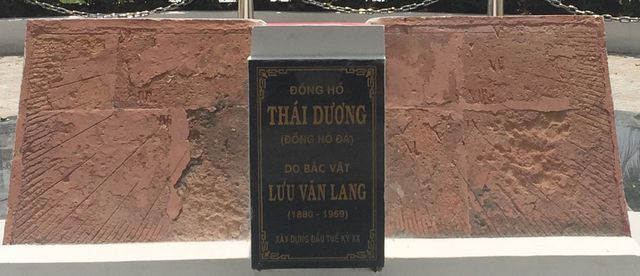 ĐỒNG HỒ
THÁI DƯƠNG
(ĐỒNG HỒ ĐÁ)
DO BÁC VẬT
LƯU VĂN LANG
(1880 - 1969)
XÂY DỰNG ĐẦU THẾ KỶ XX